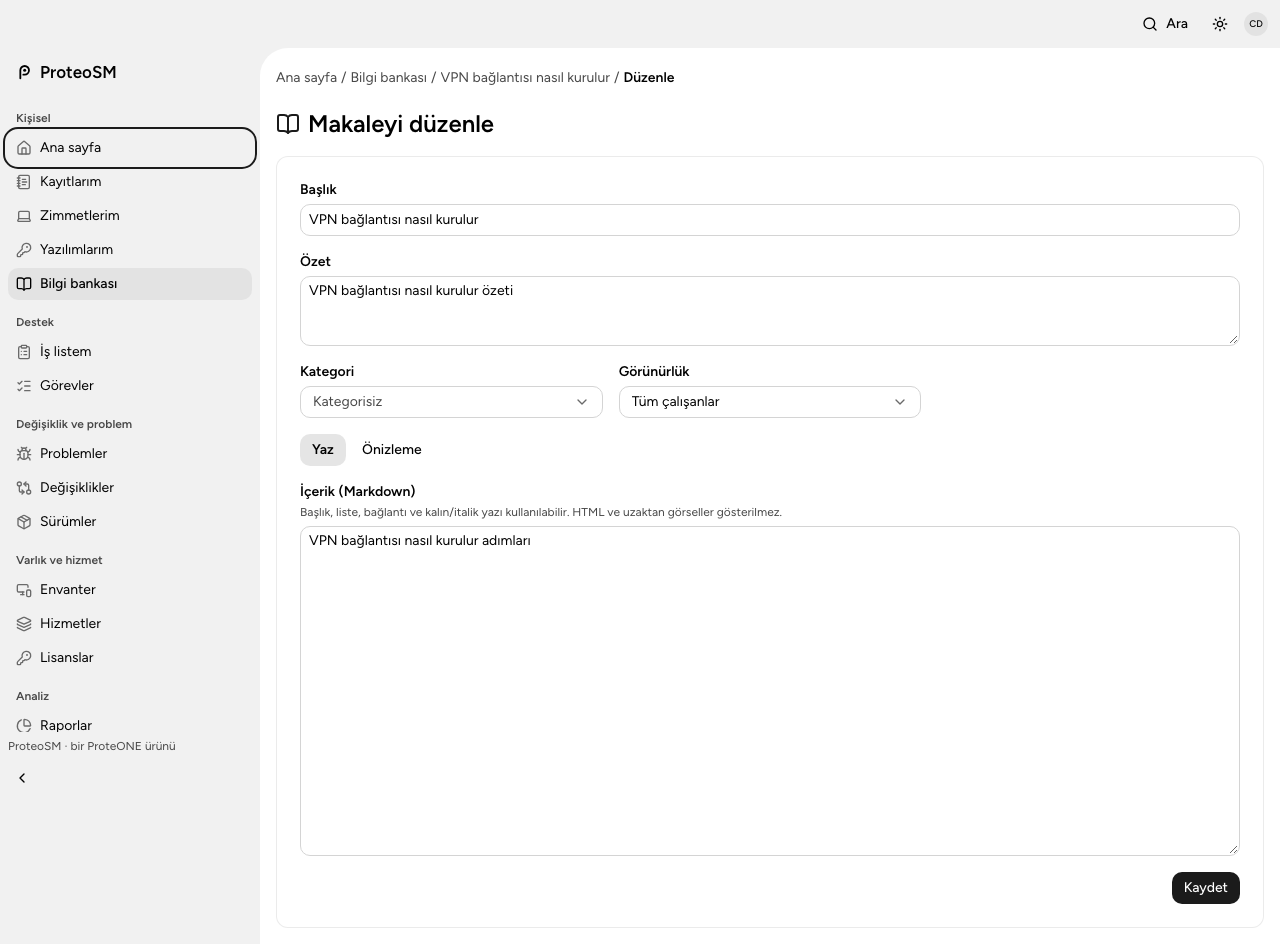 Ara
CD
ProteoSM
Kişisel
Ana sayfa
Kayıtlarım
Zimmetlerim
Yazılımlarım
Bilgi bankası
Destek
İş listem
Görevler
Değişiklik ve problem
Problemler
Değişiklikler
Sürümler
Varlık ve hizmet
Envanter
Hizmetler
Lisanslar
Analiz
Raporlar
ProteoSM · bir ProteONE ürünü
Ana sayfa / Bilgi bankası / VPN bağlantısı nasıl kurulur / Düzenle
Makaleyi düzenle
Başlık
VPN bağlantısı nasıl kurulur
Özet
VPN bağlantısı nasıl kurulur özeti
Kategori Görünürlük
Kategorisiz Tüm çalışanlar
Yaz Önizleme
İçerik (Markdown)
Başlık, liste, bağlantı ve kalın/italik yazı kullanılabilir. HTML ve uzaktan görseller gösterilmez.
VPN bağlantısı nasıl kurulur adımları
Kaydet